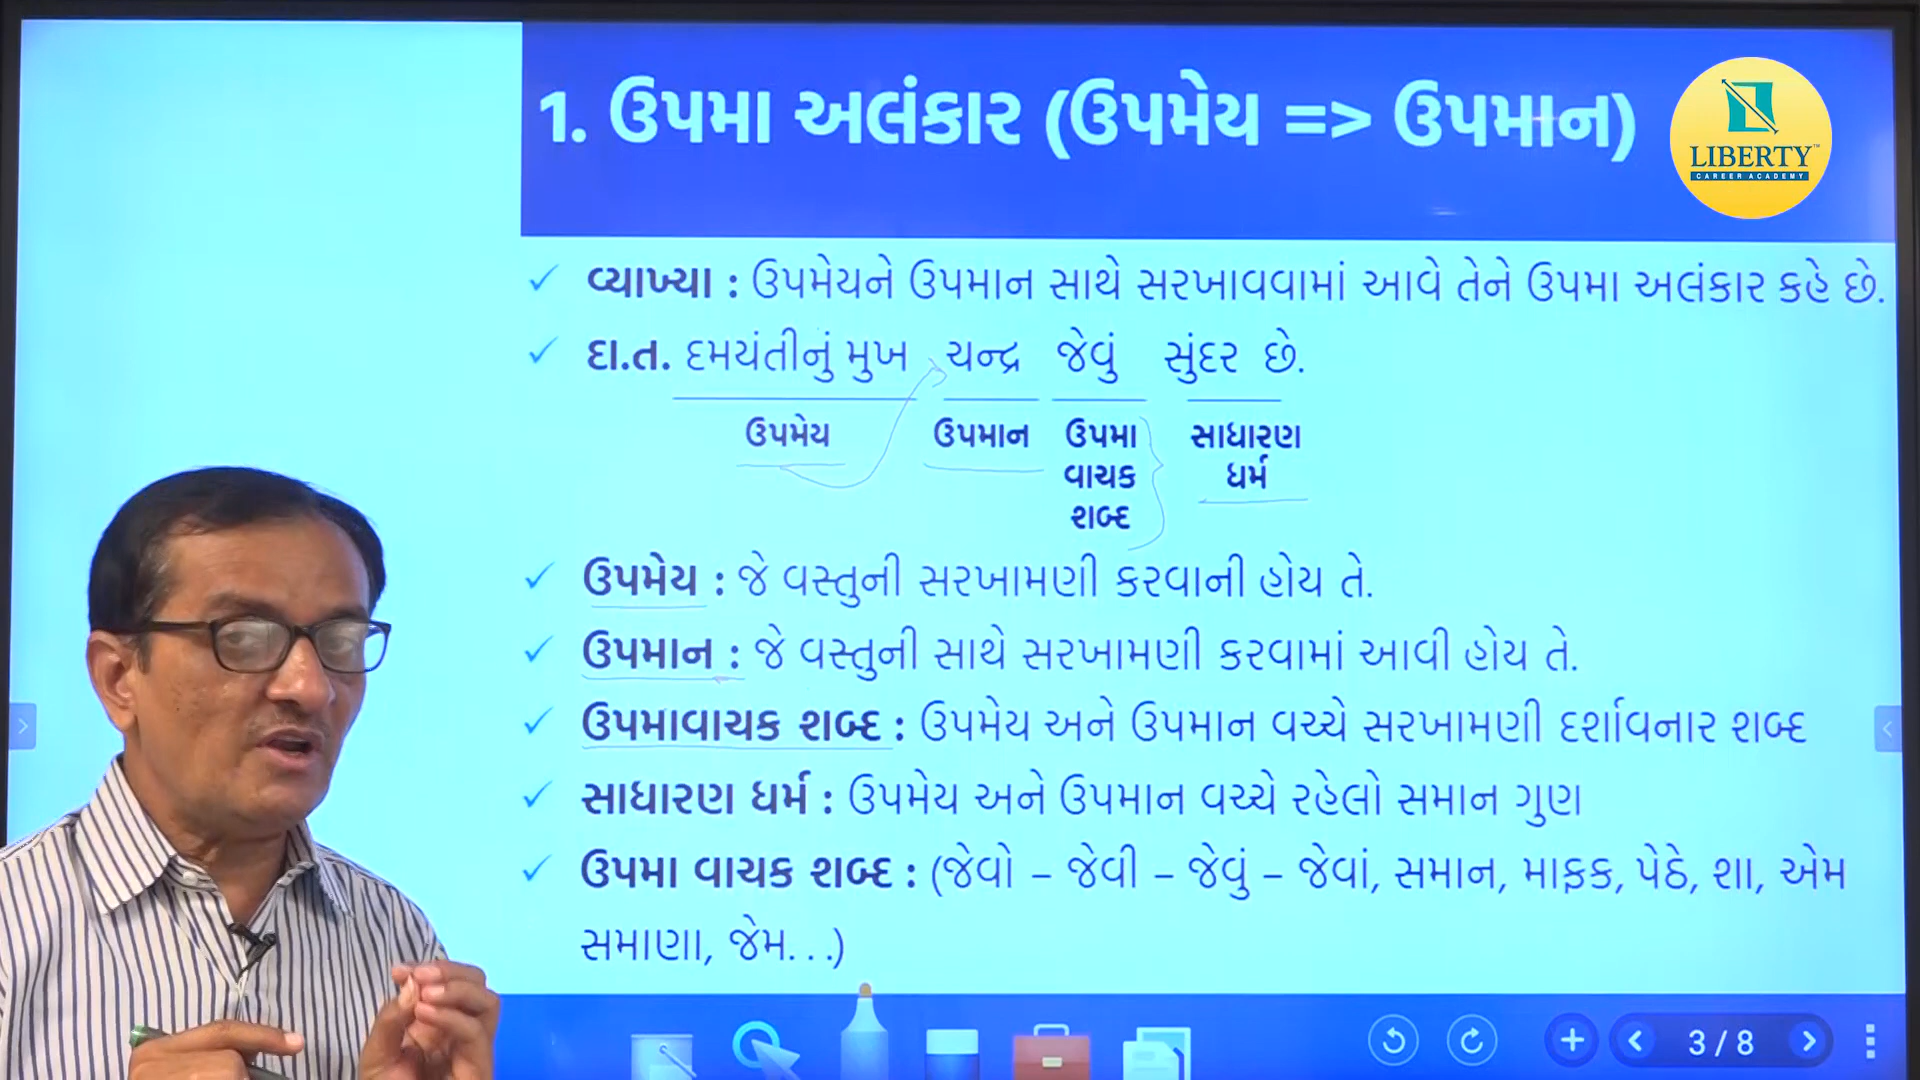 1. ઉપમા અલંકાર (ઉપમેય => ઉપમાન)
LIBERTY™
CAREER ACADEMY
✓ વ્યાખ્યા : ઉપમેયને ઉપમાન સાથે સરખાવવામાં આવે તેને ઉપમા અલંકાર કહે છે.
✓ દા.ત. દમયંતીનું મુખ ચન્દ્ર જેવું સુંદર છે.
ઉપમેય ઉપમાન ઉપમા સાધારણ
વાચક ધર્મ
શબ્દ
✓ ઉપમેય : જે વસ્તુની સરખામણી કરવાની હોય તે.
✓ ઉપમાન : જે વસ્તુની સાથે સરખામણી કરવામાં આવી હોય તે.
✓ ઉપમાવાચક શબ્દ : ઉપમેય અને ઉપમાન વચ્ચે સરખામણી દર્શાવનાર શબ્દ
✓ સાધારણ ધર્મ : ઉપમેય અને ઉપમાન વચ્ચે રહેલો સમાન ગુણ
✓ ઉપમા વાચક શબ્દ : (જેવો – જેવી – જેવું – જેવાં, સમાન, માફક, પેઠે, શા, એમ
સમાણા, જેમ. . .)
3 / 8